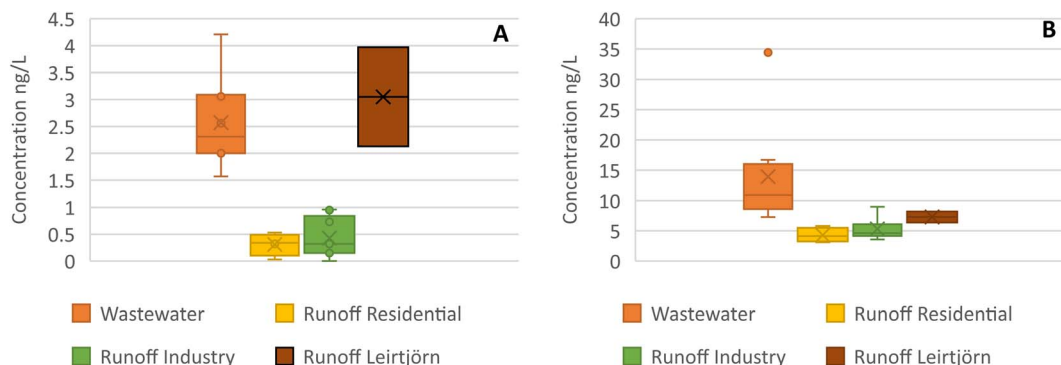 A
Concentration ng/L
4.5
4
3.5
3
2.5
2
1.5
1
0.5
0
Wastewater
Runoff Residential
Runoff Industry
Runoff Leirtjörn
B
Concentration ng/L
40
35
30
25
20
15
10
5
0
Wastewater
Runoff Residential
Runoff Industry
Runoff Leirtjörn